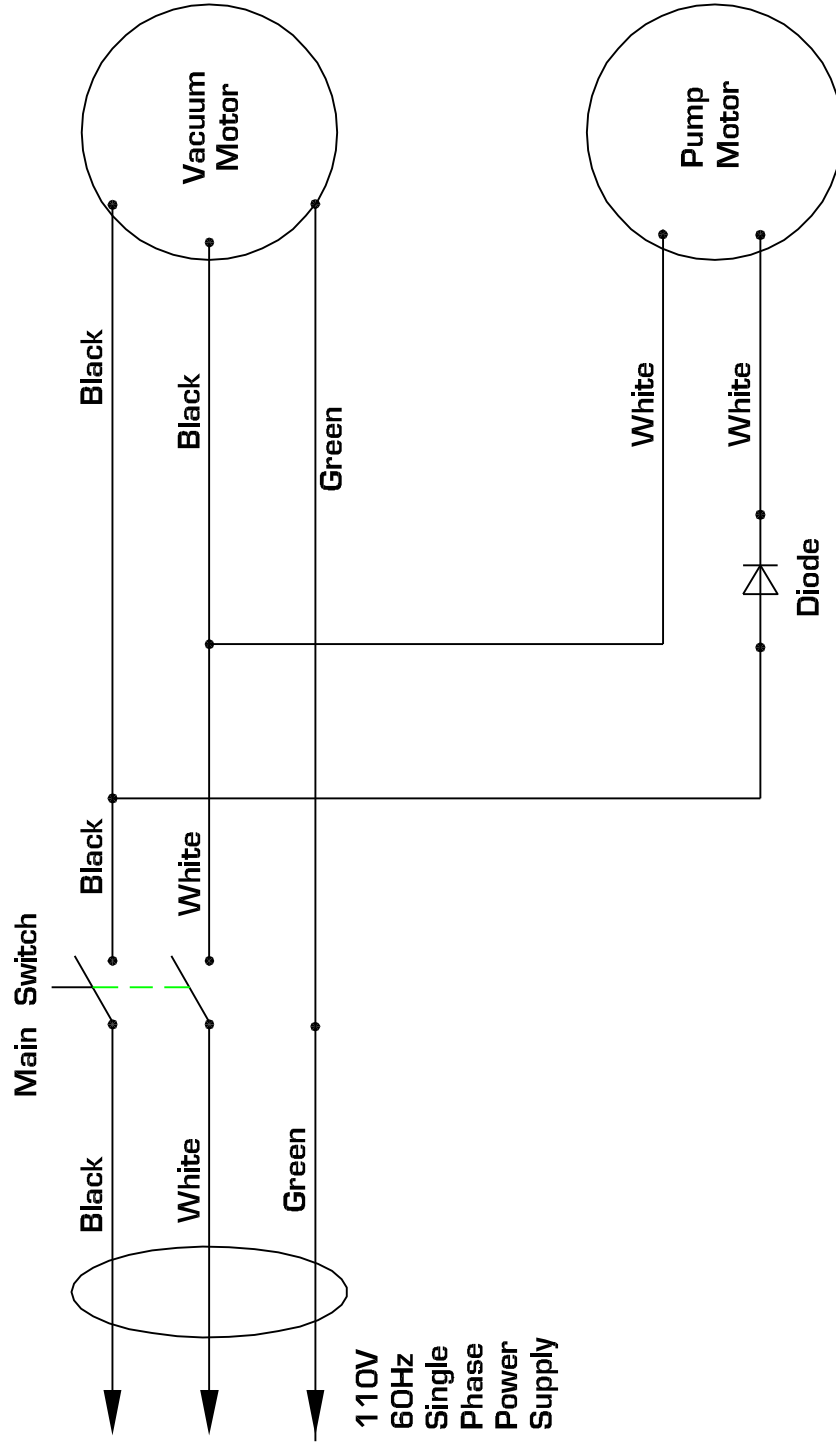 Main Switch
Black
Black
Black
Vacuum
Motor
White
White
Black
Green
Green
110V
60Hz
Single
Phase
Power
Supply
White
Pump
Motor
White
Diode